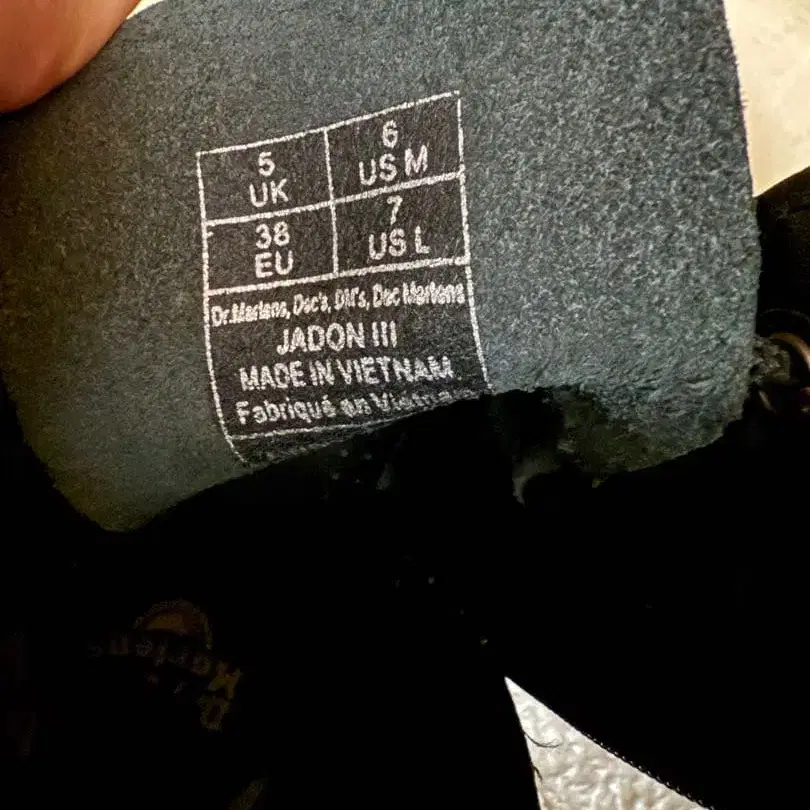 5
UK
6
US M
38
EU
7
US L
Dr.Martens, Doc's, DM's, Doc Martens
JADON III
MADE IN VIETNAM
Fabriqué en
Martens